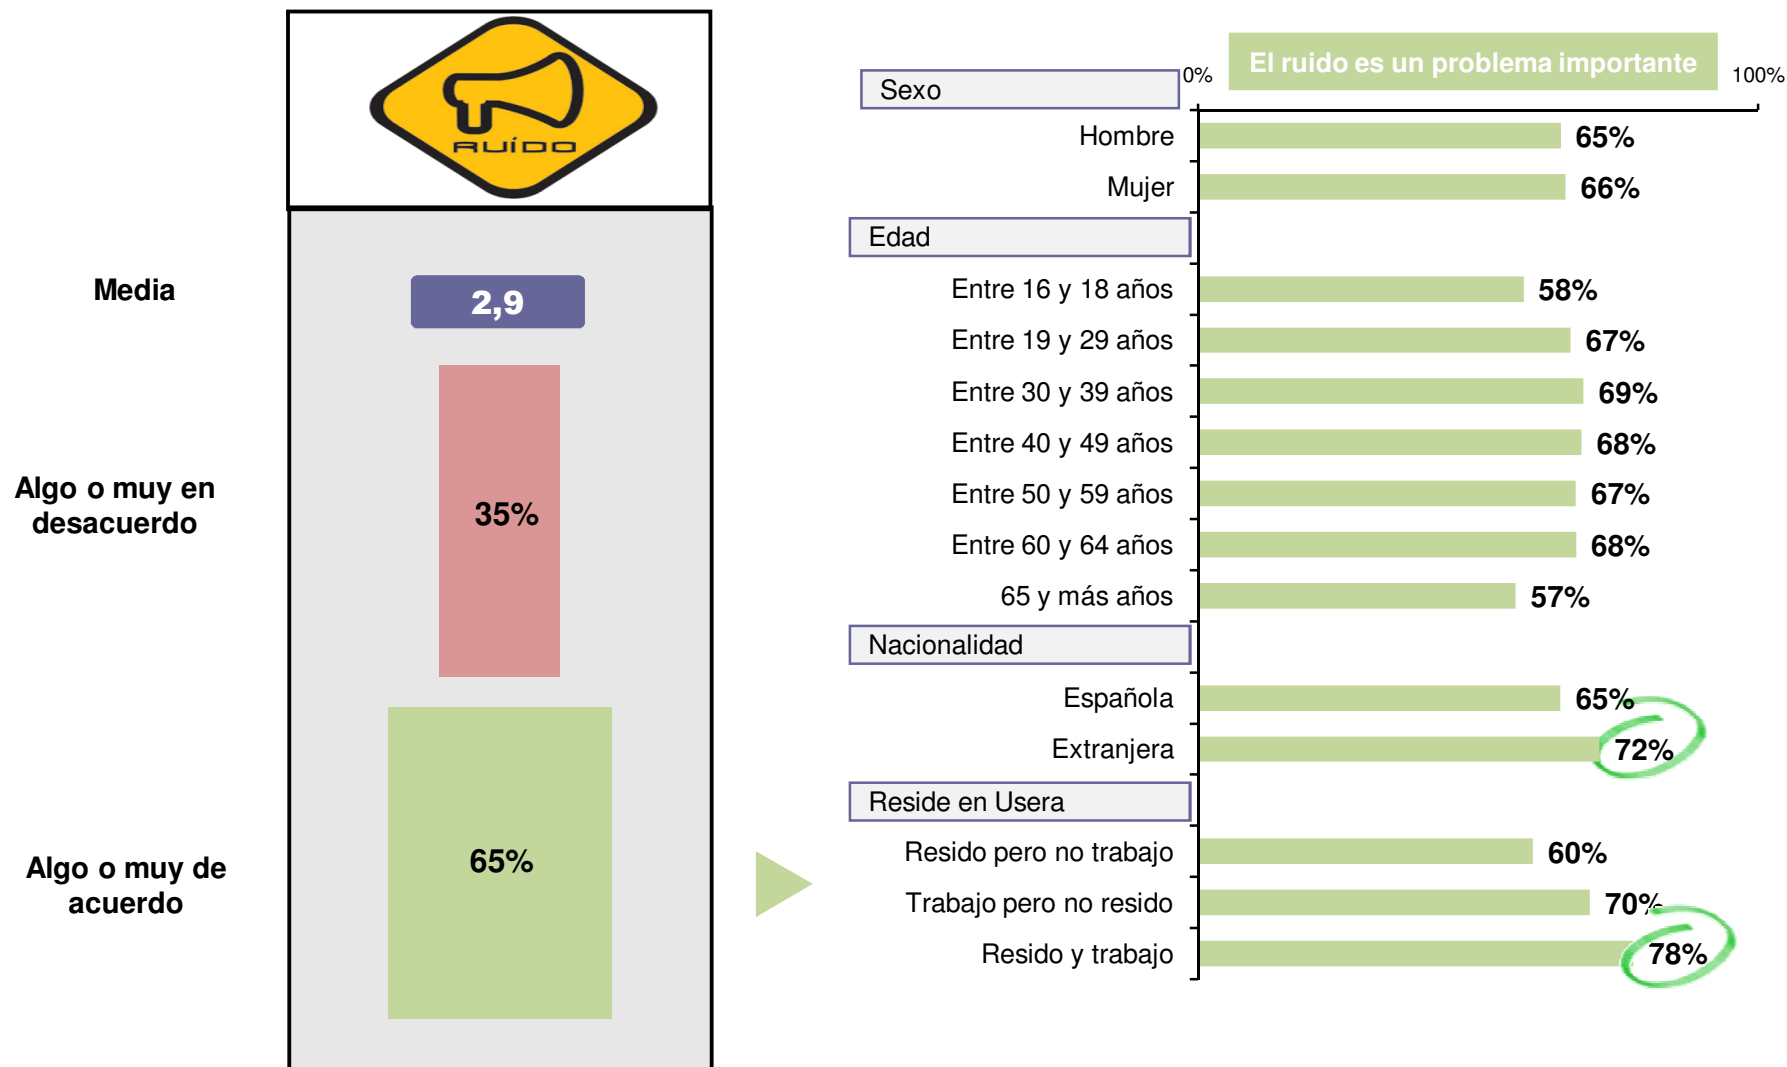 RUÍDO
Media
2,9
Algo o muy en
desacuerdo
35%
Algo o muy de
acuerdo
65%
El ruido es un problema importante
0%
100%
Sexo
Hombre
65%
Mujer
66%
Edad
Entre 16 y 18 años
58%
Entre 19 y 29 años
67%
Entre 30 y 39 años
69%
Entre 40 y 49 años
68%
Entre 50 y 59 años
67%
Entre 60 y 64 años
68%
65 y más años
57%
Nacionalidad
Española
65%
Extranjera
72%
Reside en Usera
Resido pero no trabajo
60%
Trabajo pero no resido
70%
Resido y trabajo
78%